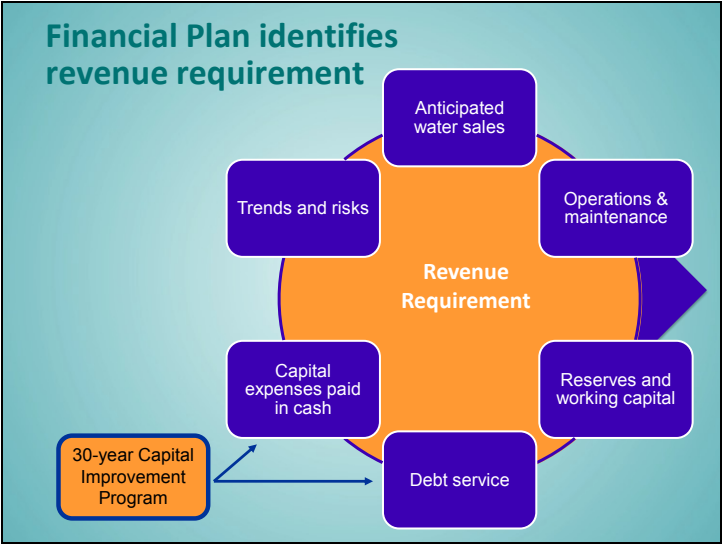 Financial Plan identifies
revenue requirement
Anticipated
water sales
Trends and risks
Operations &
maintenance
Revenue
Requirement
Capital
expenses paid
in cash
Reserves and
working capital
30-year Capital
Improvement
Program
Debt service